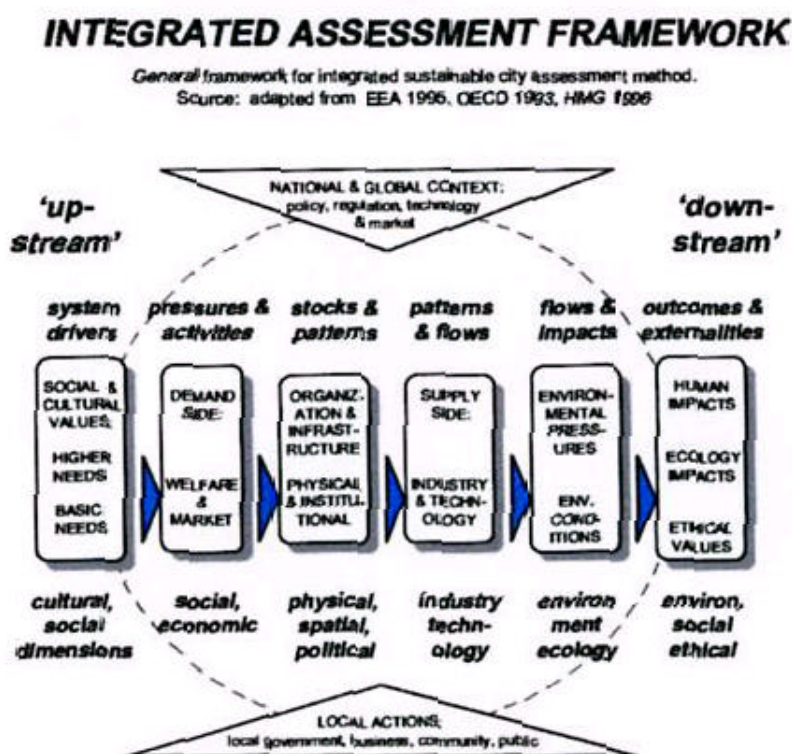 INTEGRATED ASSESSMENT FRAMEWORK
General framework for integrated sustainable city assessment method.
Source: adapted from EEA 1995, OECD 1993, HMG 1996
NATIONAL & GLOBAL CONTEXT:
policy, regulation, technology
& market
'up-
stream'
'down-
stream'
system
drivers
pressures &
activities
stocks &
patterns
patterns
& flows
flows &
impacts
outcomes &
externalities
SOCIAL &
CULTURAL
VALUES;
HIGHER
NEEDS
BASIC
NEEDS
DEMAND
SIDE:
WELFARE
&
MARKET
ORGANIZ.
ATION &
INFRAST-
RUCTURE
PHYSICAL
& INSTITU.
TIONAL
SUPPLY
SIDE:
INDUSTRY
& TECHN-
OLOGY
ENVIRON-
MENTAL
PRESS-
URES
ENV.
COND-
ITIONS
HUMAN
IMPACTS
ECOLOGY
IMPACTS
ETHICAL
VALUES
cultural,
social
dimensions
social,
economic
physical,
spatial,
political
industry
techn-
ology
environ
ment
ecology
environ,
social
ethical
LOCAL ACTIONS;
local government, business, community, public